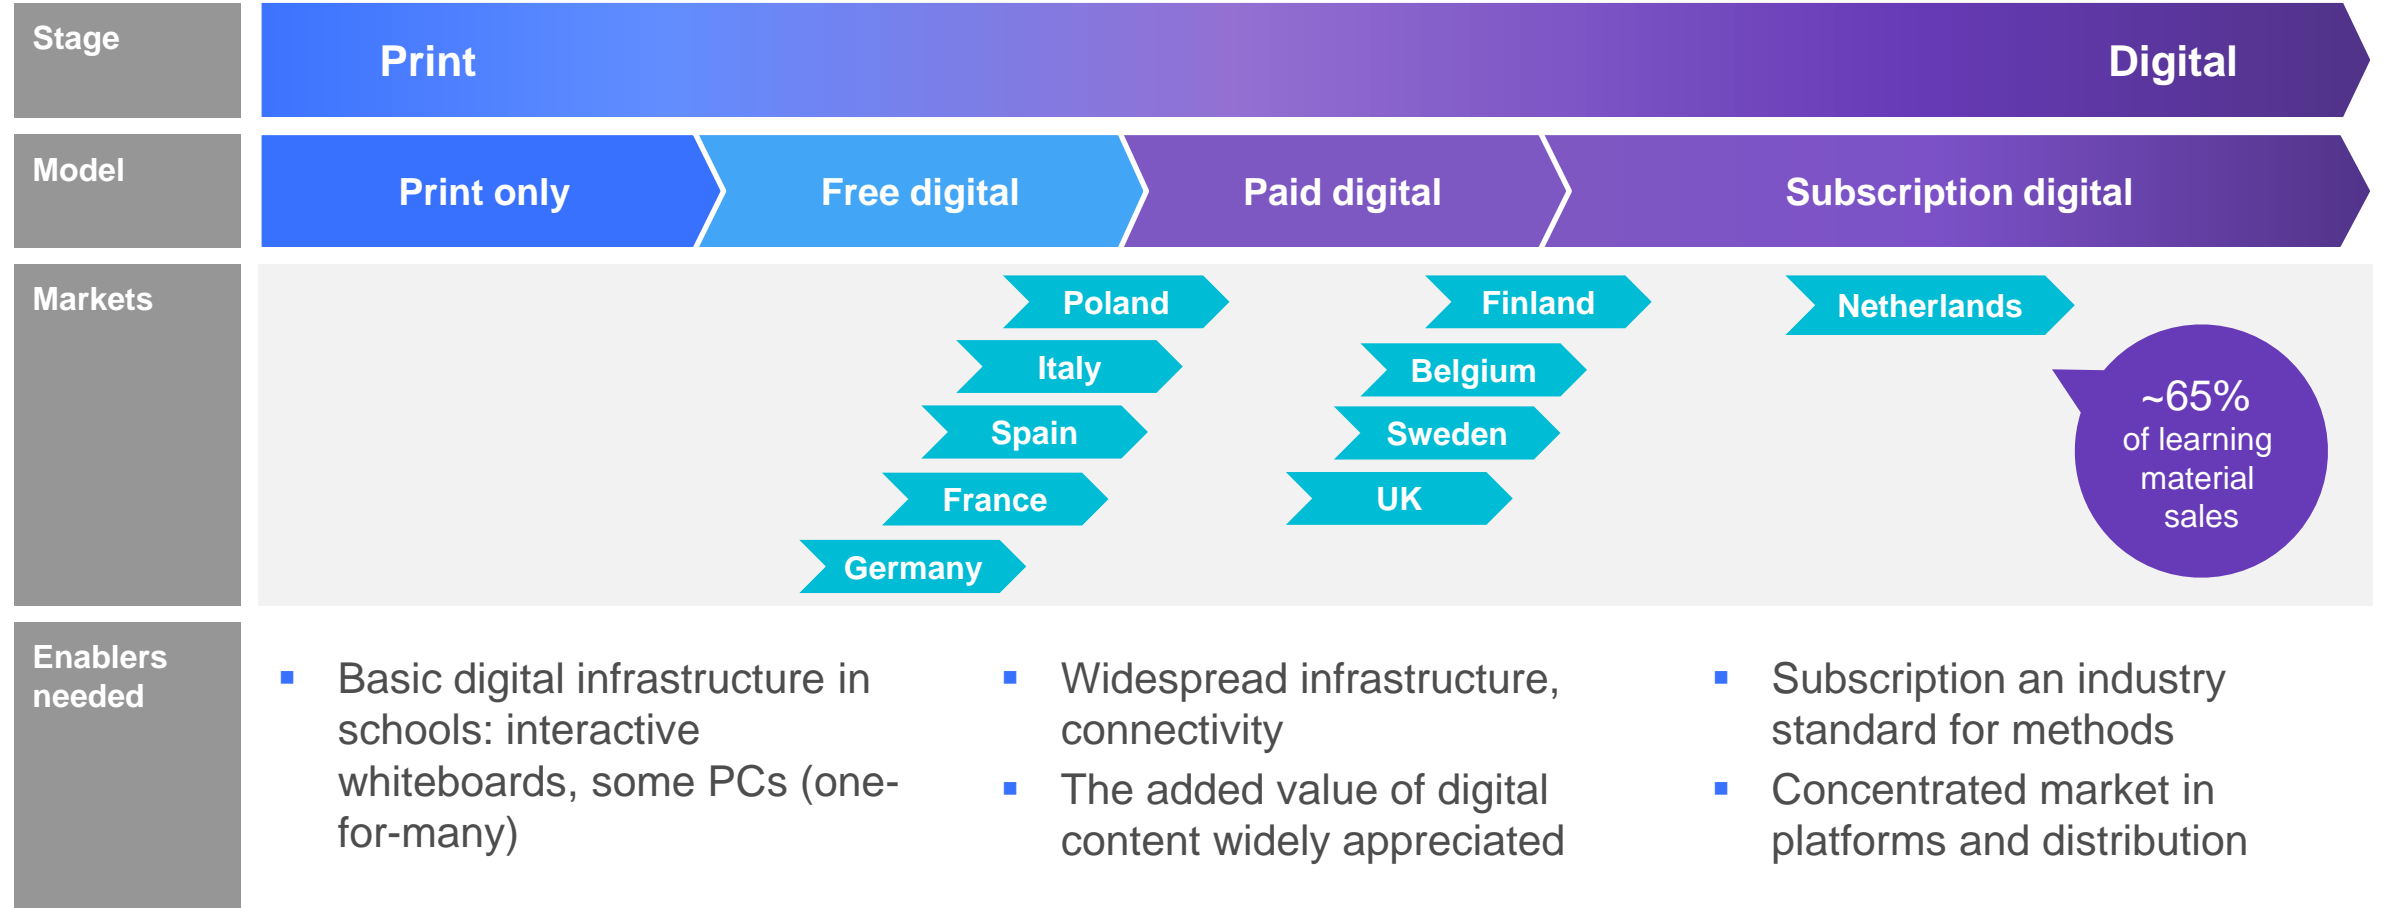 Stage
Print
Digital
Model
Print only
Free digital
Paid digital
Subscription digital
Markets
Poland
Finland
Netherlands
Italy
Belgium
Spain
Sweden
France
UK
Germany
~65%
of learning
material
sales
Enablers
needed
▪ Basic digital infrastructure in
schools: interactive
whiteboards, some PCs (one-
for-many)
▪ Widespread infrastructure,
connectivity
▪ The added value of digital
content widely appreciated
▪ Subscription an industry
standard for methods
▪ Concentrated market in
platforms and distribution